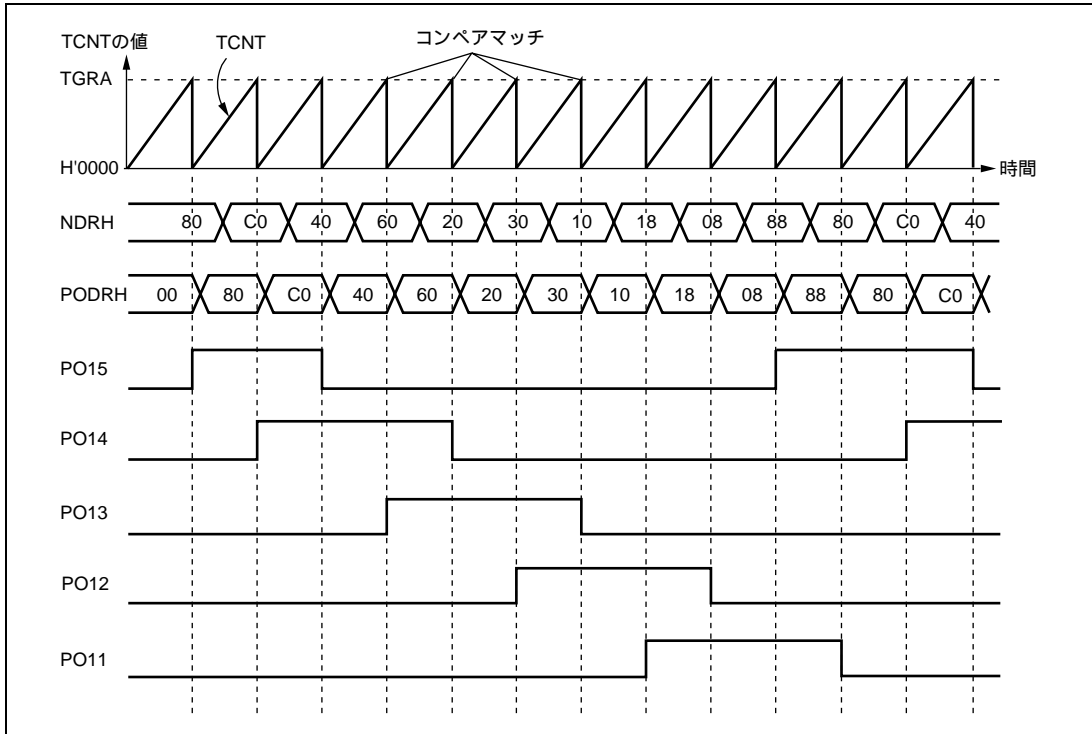 TCNTの値 TCNT コンペアマッチ
TGRA
H'0000 時間
NDRH 80 C0 40 60 20 30 10 18 08 88 80 C0 40
PODRH 00 80 C0 40 60 20 30 10 18 08 88 80 C0
PO15
PO14
PO13
PO12
PO11